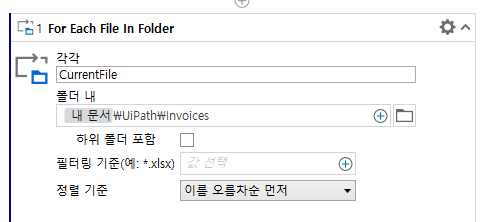 1 For Each File In Folder
각각
CurrentFile
폴더 내
내 문서₩UiPath₩Invoices
하위 폴더 포함
필터링 기준(예: *.xlsx) 값 선택
정렬 기준 이름 오름차순 먼저